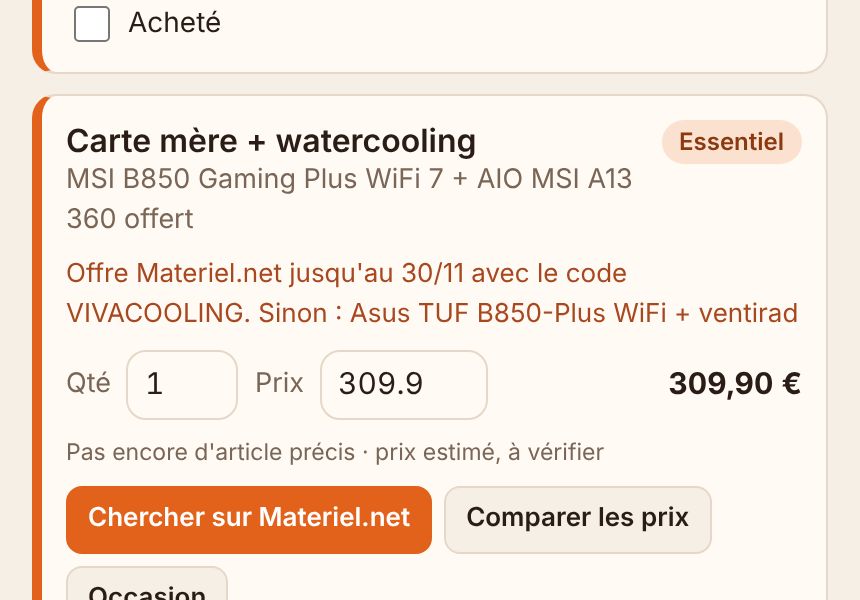 Acheté
Carte mère + watercooling
Essentiel
MSI B850 Gaming Plus WiFi 7 + AIO MSI A13
360 offert
Offre Materiel.net jusqu'au 30/11 avec le code
VIVACOOLING. Sinon : Asus TUF B850-Plus WiFi + ventirad
Qté 1 Prix 309.9 309,90 €
Pas encore d'article précis · prix estimé, à vérifier
Chercher sur Materiel.net Comparer les prix
Occasion